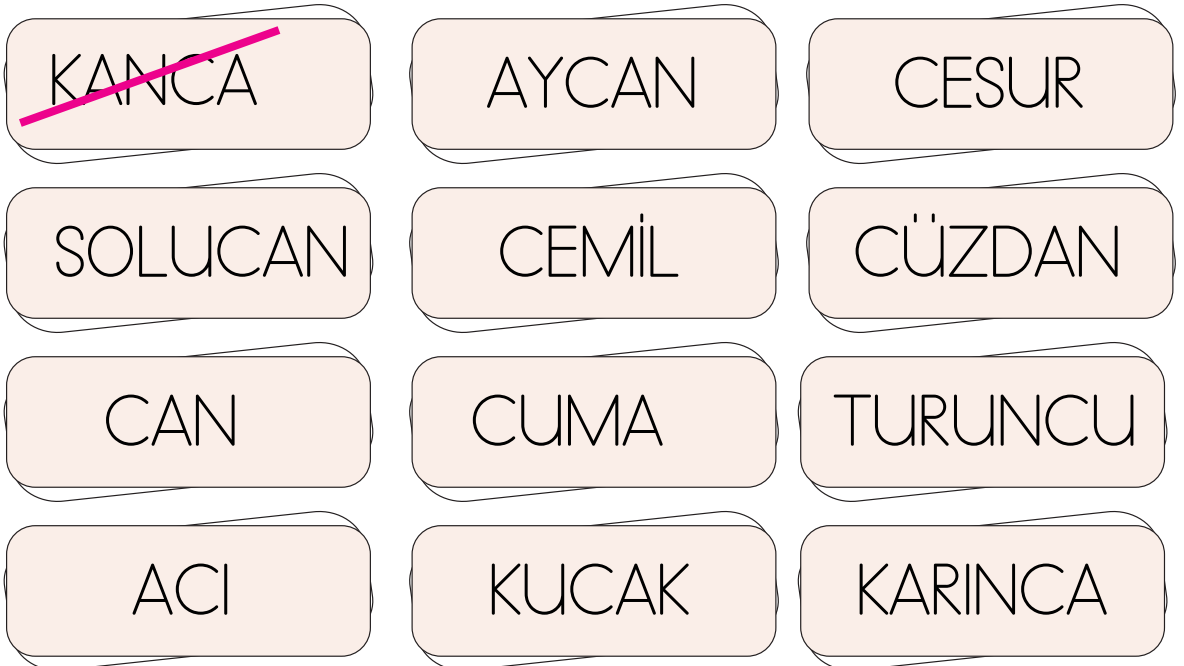 KANCA AYCAN CESUR
SOLUCAN CEMİL CÜZDAN
CAN CUMA TURUNCU
ACI KUCAK KARINCA